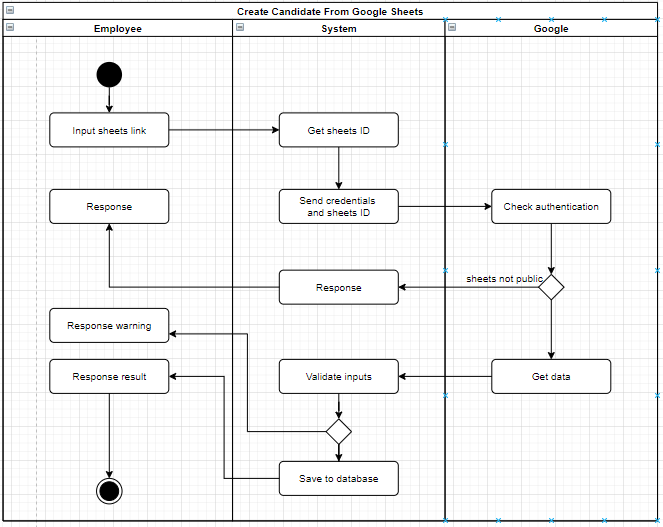 Create Candidate From Google Sheets
Employee
System
Google
Input sheets link
Get sheets ID
Response
Send credentials
and sheets ID
Check authentication
sheets not public
Response
Response warning
Response result
Validate inputs
Get data
Save to database